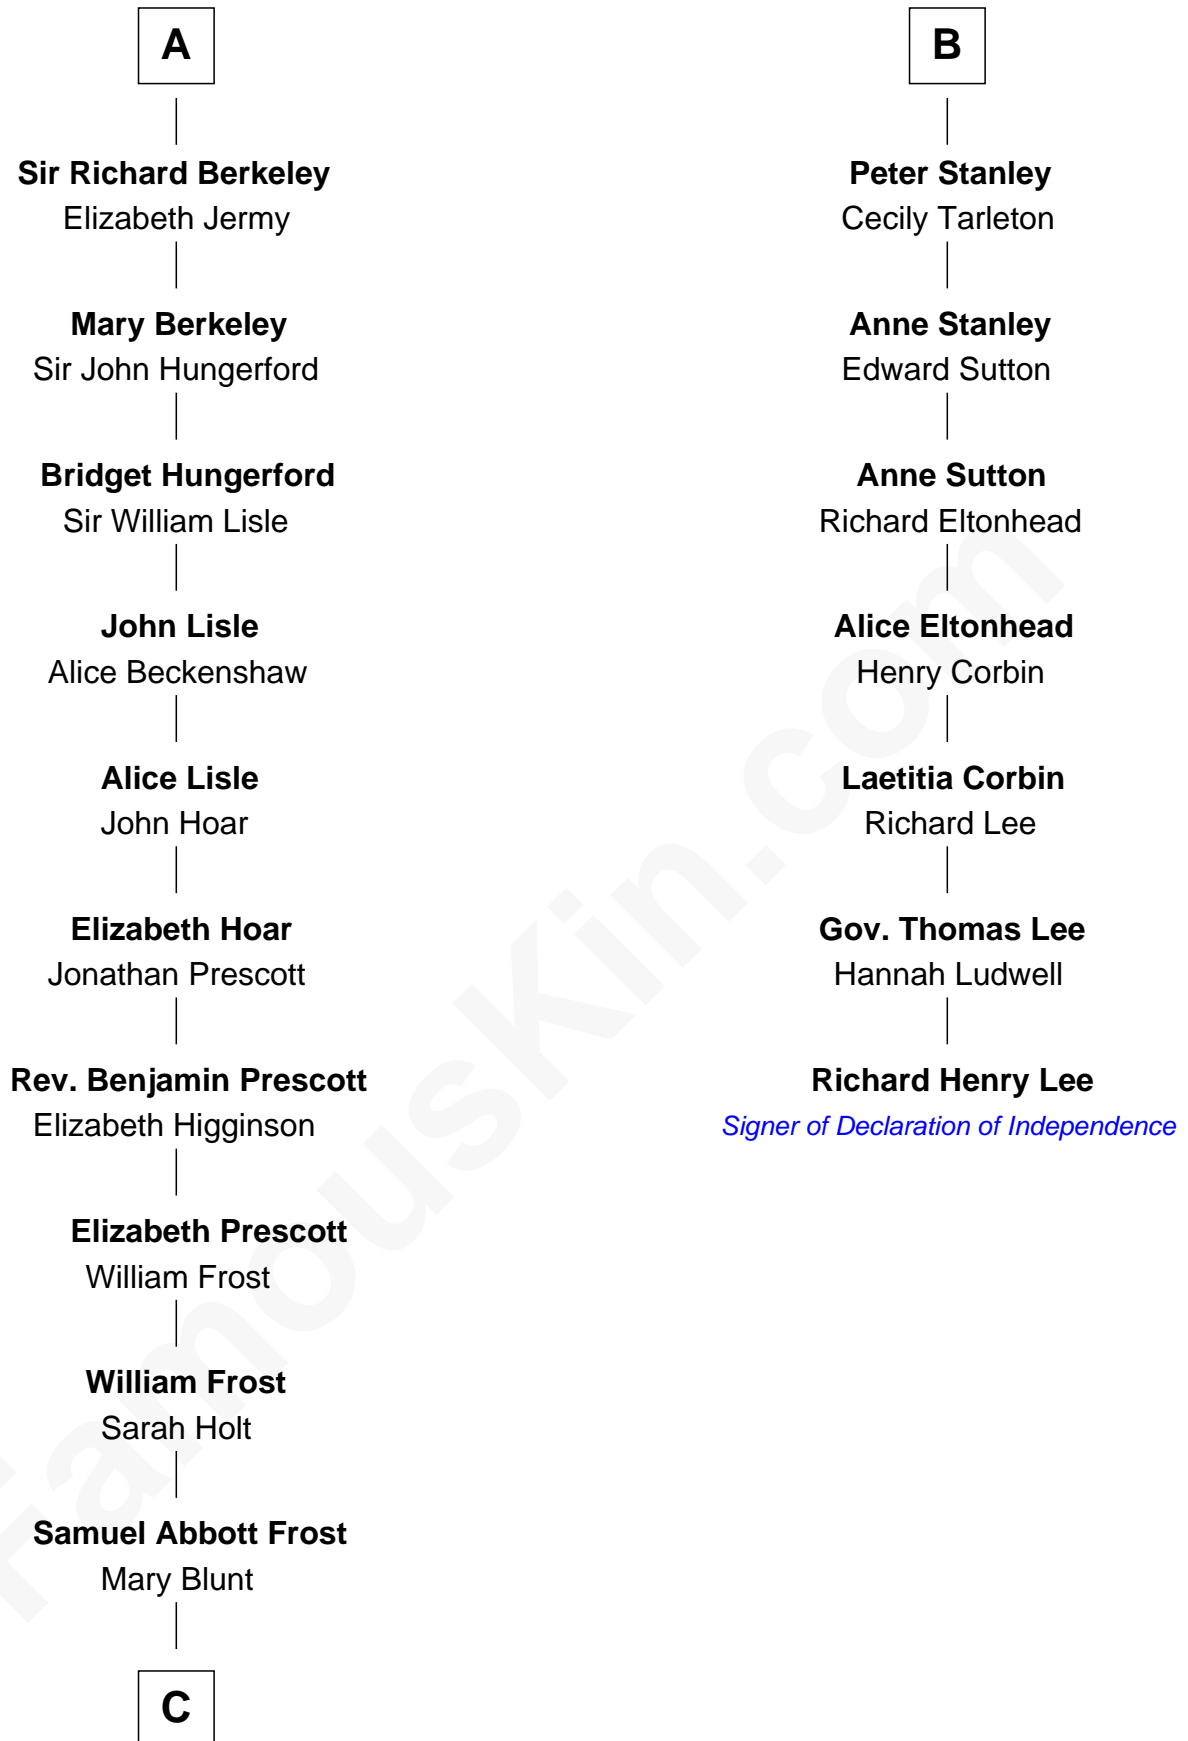 A
Sir Richard Berkeley
Elizabeth Jermy
Mary Berkeley
Sir John Hungerford
Bridget Hungerford
Sir William Lisle
John Lisle
Alice Beckenshaw
Alice Lisle
John Hoar
Elizabeth Hoar
Jonathan Prescott
Rev. Benjamin Prescott
Elizabeth Higginson
Elizabeth Prescott
William Frost
William Frost
Sarah Holt
Samuel Abbott Frost
Mary Blunt
C
B
Peter Stanley
Cecily Tarleton
Anne Stanley
Edward Sutton
Anne Sutton
Richard Eltonhead
Alice Eltonhead
Henry Corbin
Laetitia Corbin
Richard Lee
Gov. Thomas Lee
Hannah Ludwell
Richard Henry Lee
Signer of Declaration of Independence
FamousKin.com